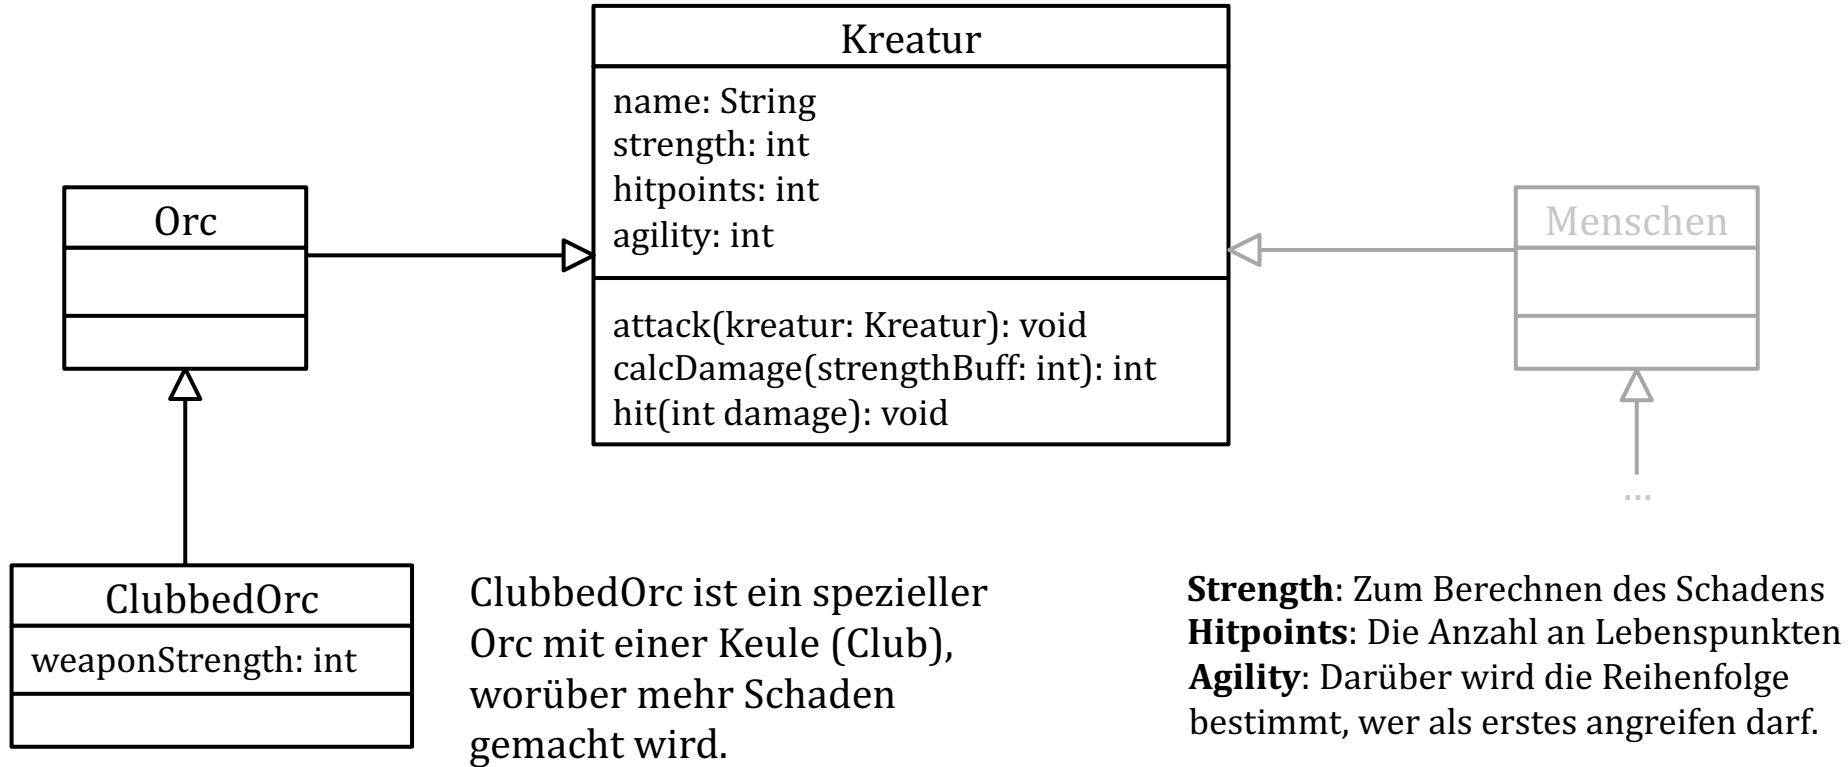 Kreatur
name: String
strength: int
hitpoints: int
agility: int
attack(kreatur: Kreatur): void
calcDamage(strengthBuff: int): int
hit(int damage): void
Orc
Menschen
...
ClubbedOrc
weaponStrength: int
ClubbedOrc ist ein spezieller
Orc mit einer Keule (Club),
worüber mehr Schaden
gemacht wird.
Strength: Zum Berechnen des Schadens
Hitpoints: Die Anzahl an Lebenspunkten
Agility: Darüber wird die Reihenfolge
bestimmt, wer als erstes angreifen darf.